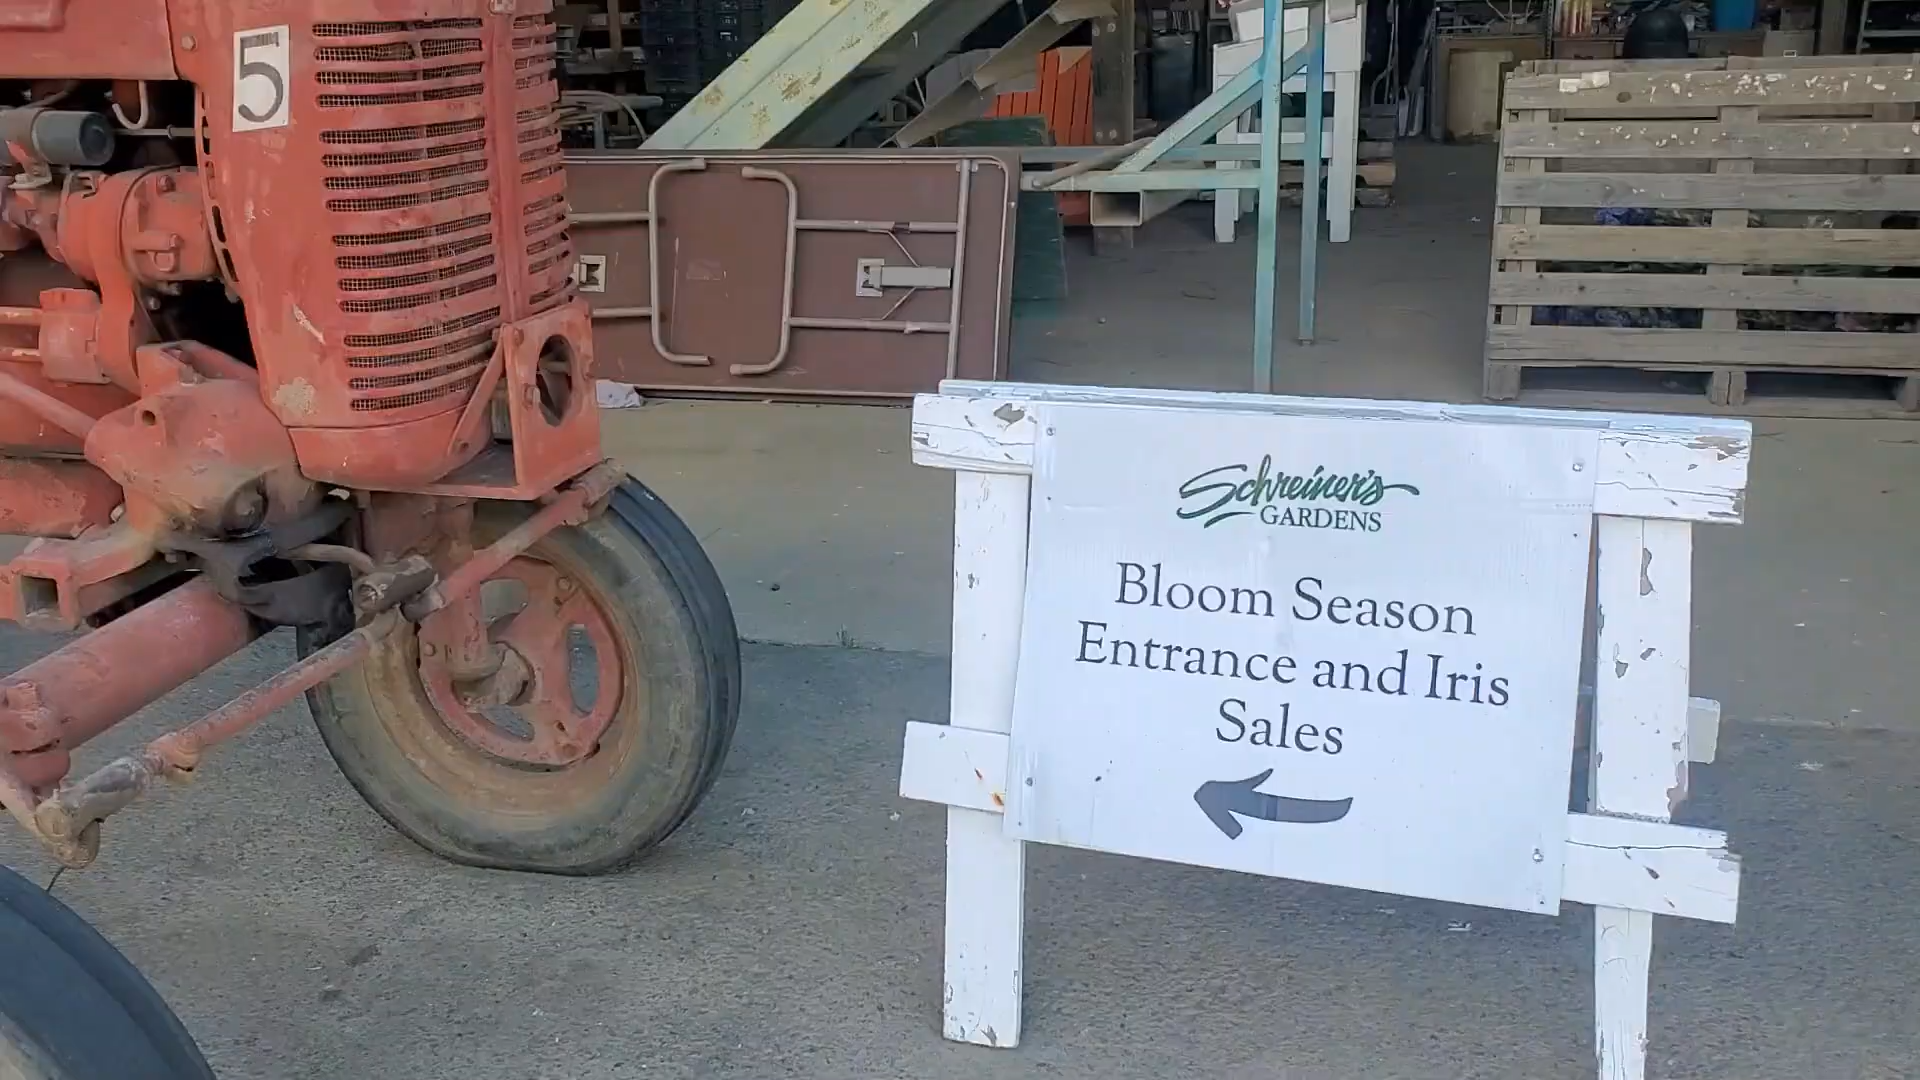 5
Schreiner's
GARDENS
Bloom Season
Entrance and Iris
Sales